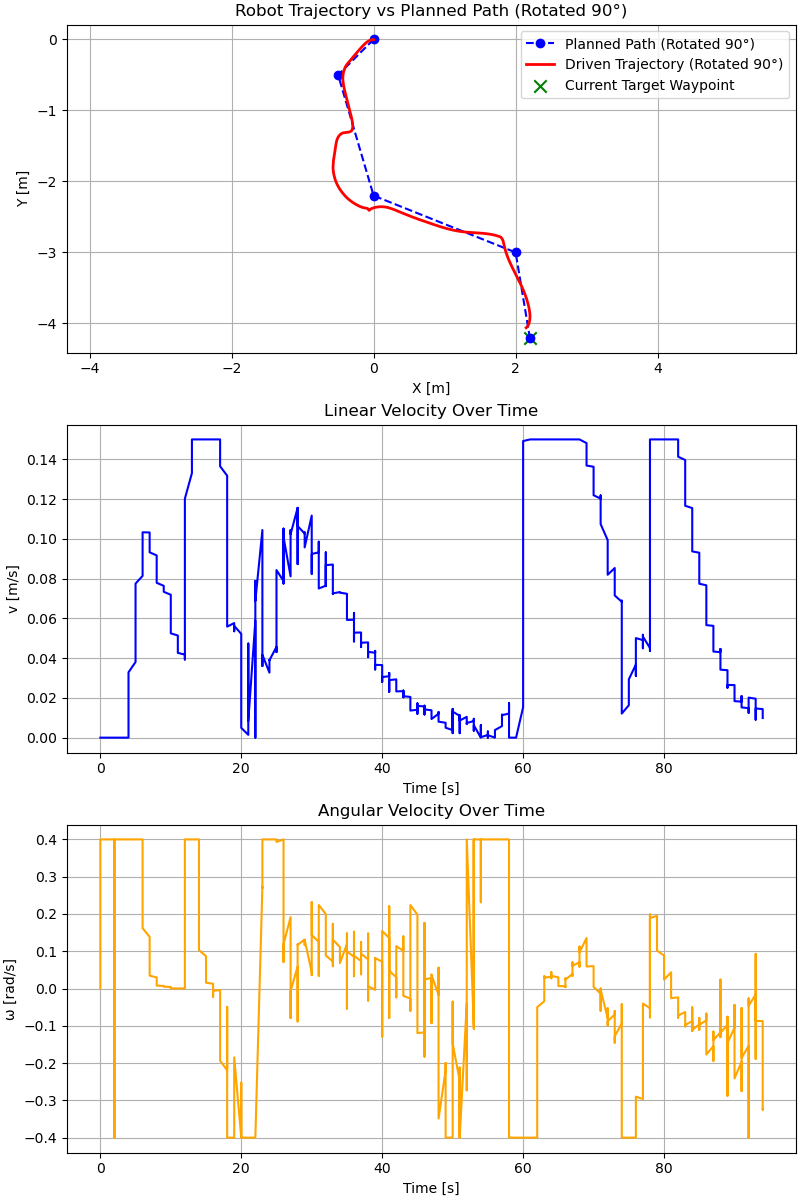 Robot Trajectory vs Planned Path (Rotated 90°)
Planned Path (Rotated 90°)
Driven Trajectory (Rotated 90°)
Current Target Waypoint
Y [m]
0
−1
−2
−3
−4
−4 −2 0 2 4
X [m]
Linear Velocity Over Time
v [m/s]
0.14
0.12
0.10
0.08
0.06
0.04
0.02
0.00
0 20 40 60 80
Time [s]
Angular Velocity Over Time
ω [rad/s]
0.4
0.3
0.2
0.1
0.0
−0.1
−0.2
−0.3
−0.4
0 20 40 60 80
Time [s]